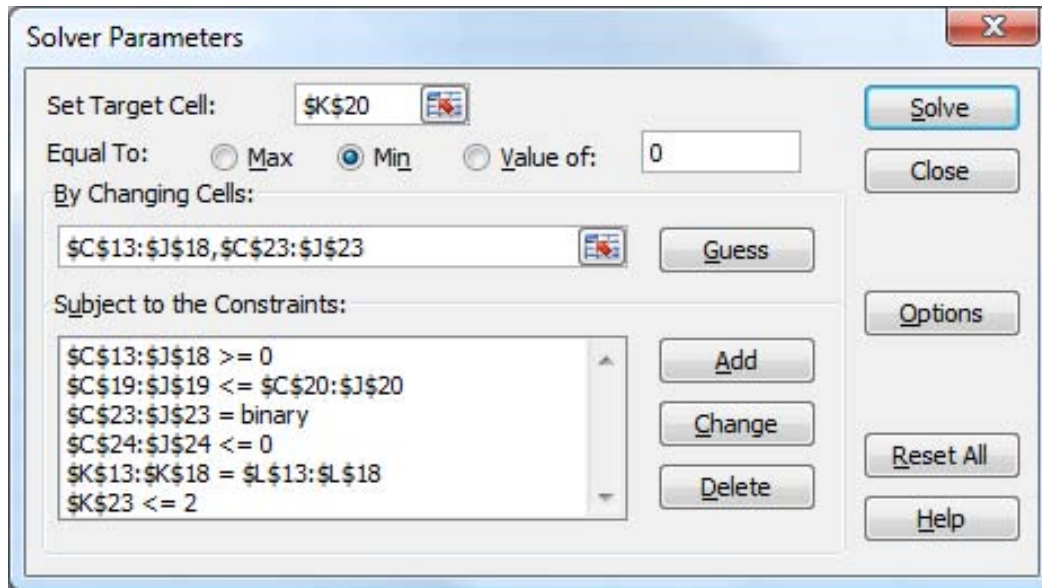 Solver Parameters
Set Target Cell: $K$20 Solve
Equal To: Max Min Value of: 0 Close
By Changing Cells:
$C$13:$J$18,$C$23:$J$23 Guess
Subject to the Constraints: Options
$C$13:$J$18 >= 0 Add
$C$19:$J$19 <= $C$20:$J$20
$C$23:$J$23 = binary Change
$C$24:$J$24 <= 0
$K$13:$K$18 = $L$13:$L$18 Reset All
$K$23 <= 2 Delete
Help